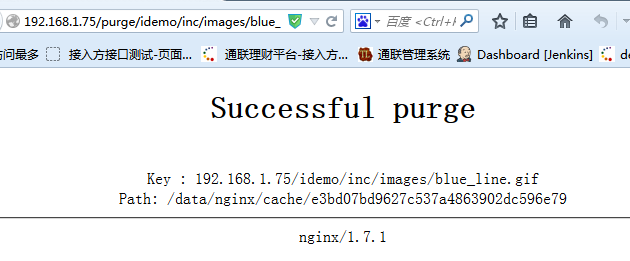 192.168.1.75/purge/idemo/inc/images/blue_
百度 <Ctrl+K
访问最多 接入方接口测试-页面... 通联理财平台-接入方... 通联管理系统 Dashboard [Jenkins] de
Successful purge
Key : 192.168.1.75/idemo/inc/images/blue_line.gif
Path: /data/nginx/cache/e3bd07bd9627c537a4863902dc596e79
nginx/1.7.1